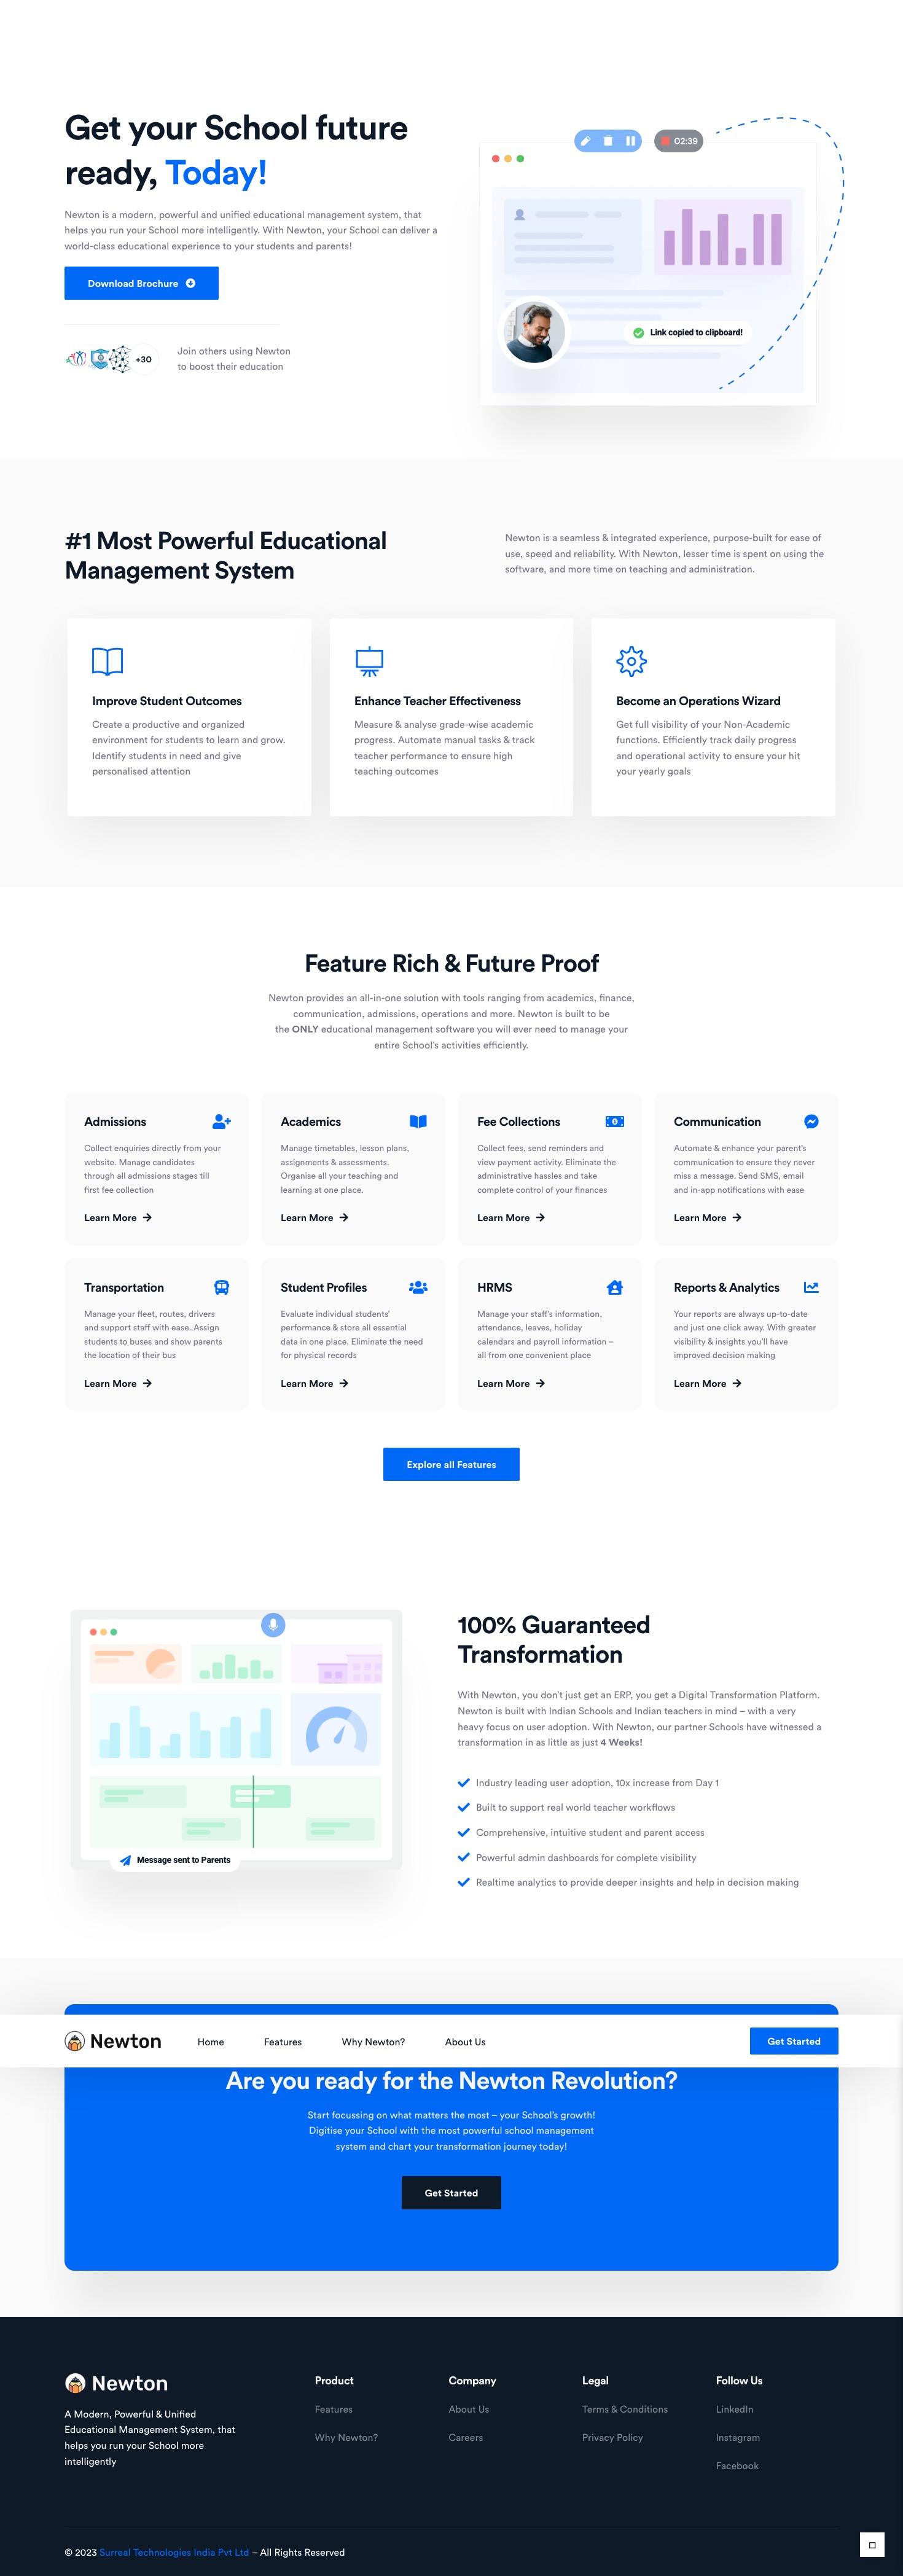 Get your School future
ready, Today!
Newton is a modern, powerful and unified educational management system, that
helps you run your School more intelligently. With Newton, your School can deliver a
world-class educational experience to your students and parents!
Download Brochure
+30
Join others using Newton
to boost their education
02:39
Link copied to clipboard!
#1 Most Powerful Educational
Management System
Newton is a seamless & integrated experience, purpose-built for ease of
use, speed and reliability. With Newton, lesser time is spent on using the
software, and more time on teaching and administration.
Improve Student Outcomes
Create a productive and organized
environment for students to learn and grow.
Identify students in need and give
personalised attention
Enhance Teacher Effectiveness
Measure & analyse grade-wise academic
progress. Automate manual tasks & track
teacher performance to ensure high
teaching outcomes
Become an Operations Wizard
Get full visibility of your Non-Academic
functions. Efficiently track daily progress
and operational activity to ensure your hit
your yearly goals
Feature Rich & Future Proof
Newton provides an all-in-one solution with tools ranging from academics, finance,
communication, admissions, operations and more. Newton is built to be
the ONLY educational management software you will ever need to manage your
entire School's activities efficiently.
Admissions
Collect enquiries directly from your
website. Manage candidates
through all admissions stages till
first fee collection
Learn More
Academics
Manage timetables, lesson plans,
assignments & assessments.
Organise all your teaching and
learning at one place.
Learn More
Fee Collections
Collect fees, send reminders and
view payment activity. Eliminate the
administrative hassles and take
complete control of your finances
Learn More
Communication
Automate & enhance your parent's
communication to ensure they never
miss a message. Send SMS, email
and in-app notifications with ease
Learn More
Transportation
Manage your fleet, routes, drivers
and support staff with ease. Assign
students to buses and show parents
the location of their bus
Learn More
Student Profiles
Evaluate individual students'
performance & store all essential
data in one place. Eliminate the need
for physical records
Learn More
HRMS
Manage your staff's information,
attendance, leaves, holiday
calendars and payroll information –
all from one convenient place
Learn More
Reports & Analytics
Your reports are always up-to-date
and just one click away. With greater
visibility & insights you'll have
improved decision making
Learn More
Explore all Features
Message sent to Parents
100% Guaranteed
Transformation
With Newton, you don't just get an ERP, you get a Digital Transformation Platform.
Newton is built with Indian Schools and Indian teachers in mind – with a very
heavy focus on user adoption. With Newton, our partner Schools have witnessed a
transformation in as little as just 4 Weeks!
Industry leading user adoption, 10x increase from Day 1
Built to support real world teacher workflows
Comprehensive, intuitive student and parent access
Powerful admin dashboards for complete visibility
Realtime analytics to provide deeper insights and help in decision making
Newton
Home
Features
Why Newton?
About Us
Get Started
Are you ready for the Newton Revolution?
Start focussing on what matters the most – your School's growth!
Digitise your School with the most powerful school management
system and chart your transformation journey today!
Get Started
Newton
A Modern, Powerful & Unified
Educational Management System, that
helps you run your School more
intelligently
Product
Features
Why Newton?
Company
About Us
Careers
Legal
Terms & Conditions
Privacy Policy
Follow Us
LinkedIn
Instagram
Facebook
© 2023 Surreal Technologies India Pvt Ltd – All Rights Reserved